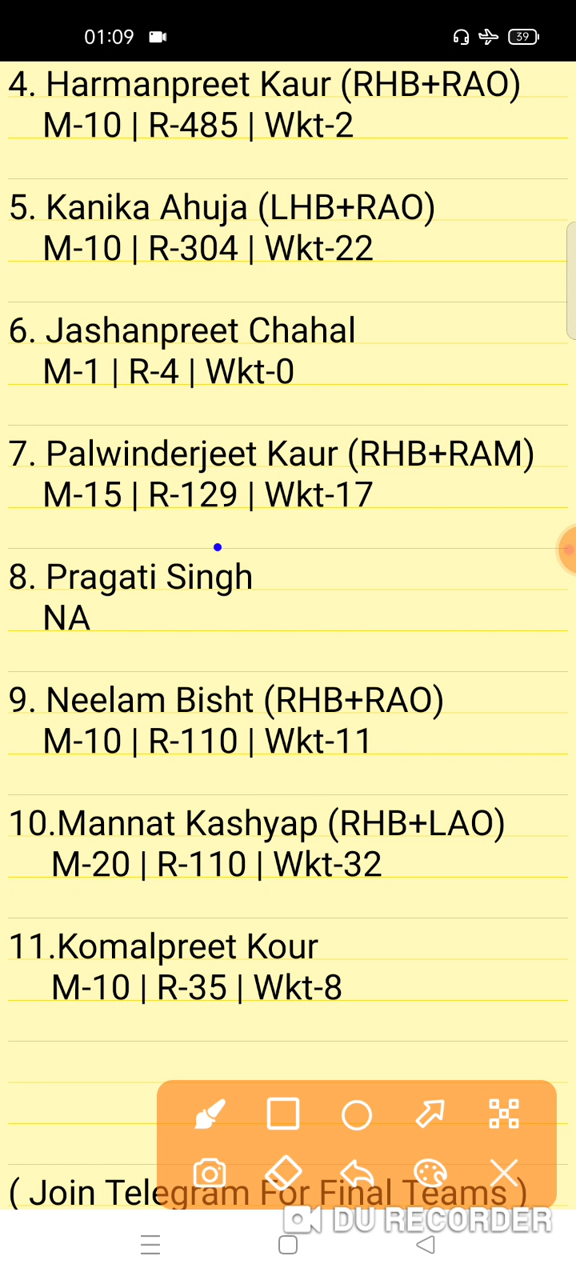 01:09
39
4. Harmanpreet Kaur (RHB+RAO)
M-10 | R-485 | Wkt-2
5. Kanika Ahuja (LHB+RAO)
M-10 | R-304 | Wkt-22
6. Jashanpreet Chahal
M-1 | R-4 | Wkt-0
7. Palwinderjeet Kaur (RHB+RAM)
M-15 | R-129 | Wkt-17
8. Pragati Singh
NA
9. Neelam Bisht (RHB+RAO)
M-10 | R-110 | Wkt-11
10.Mannat Kashyap (RHB+LAO)
M-20 | R-110 | Wkt-32
11.Komalpreet Kour
M-10 | R-35 | Wkt-8
( Join Telegram For Final Teams )
DU RECORDER